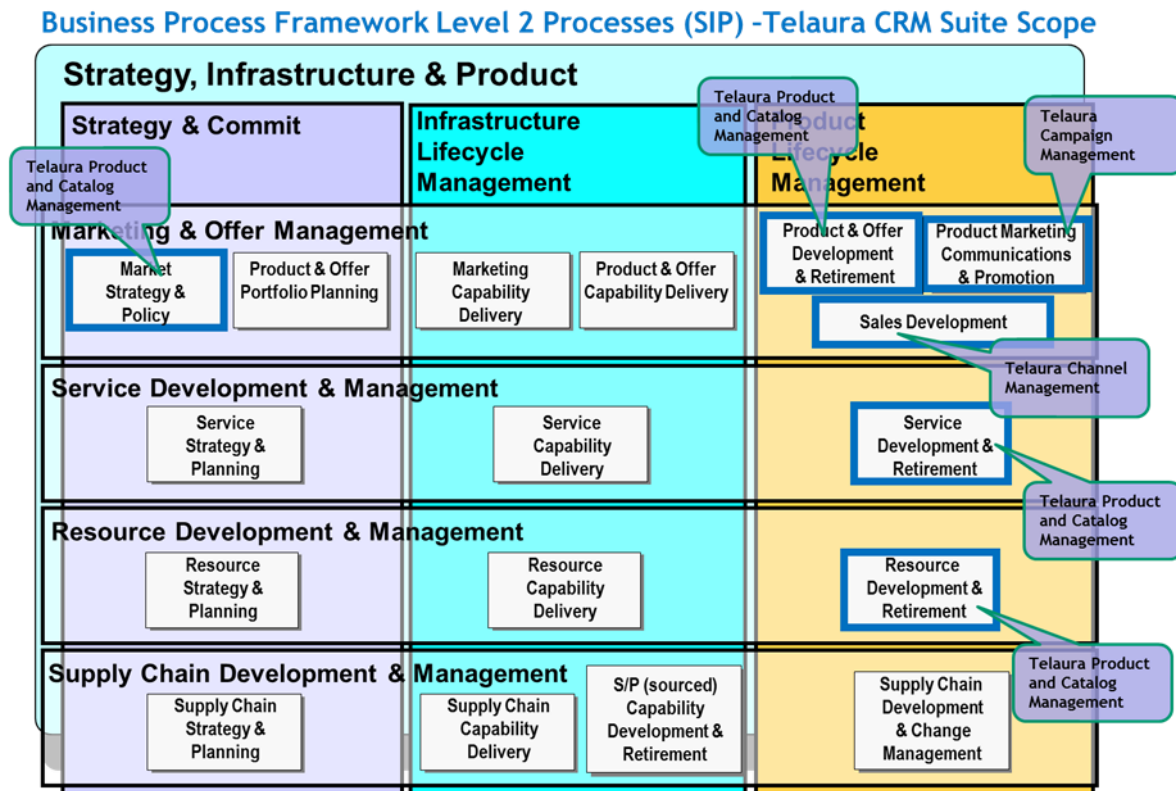 Business Process Framework Level 2 Processes (SIP) –Telaura CRM Suite Scope
Strategy, Infrastructure & Product
Strategy & Commit
Infrastructure
Lifecycle
Management
Product
Lifecycle
Management
Telaura Product
and Catalog
Management
Telaura Product
and Catalog
Management
Telaura
Campaign
Management
Marketing & Offer Management
Market
Strategy &
Policy
Product & Offer
Portfolio Planning
Marketing
Capability
Delivery
Product & Offer
Capability Delivery
Product & Offer
Development
& Retirement
Product Marketing
Communications
& Promotion
Sales Development
Telaura Channel
Management
Service Development & Management
Service
Strategy &
Planning
Service
Capability
Delivery
Service
Development &
Retirement
Telaura Product
and Catalog
Management
Resource Development & Management
Resource
Strategy &
Planning
Resource
Capability
Delivery
Resource
Development &
Retirement
Telaura Product
and Catalog
Management
Supply Chain Development & Management
Supply Chain
Strategy &
Planning
Supply Chain
Capability
Delivery
S/P (sourced)
Capability
Development &
Retirement
Supply Chain
Development
& Change
Management